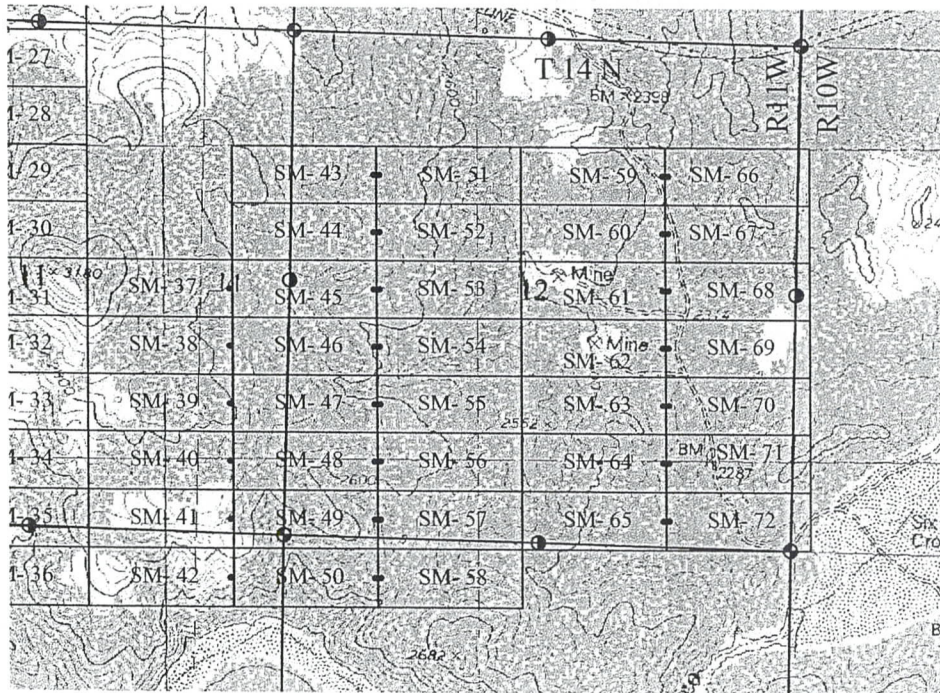 LINE
T 14 N
R11W
R10W
BM × 2398
M- 27
M- 28
M- 29 SM- 43 SM- 51 SM- 59 SM- 66
M- 30 SM- 44 SM- 52 SM- 60 SM- 67
11 × 3180 12 Mine
M- 31 SM- 37 11 SM- 45 SM- 53 SM- 61 SM- 68
M- 32 SM- 38 SM- 46 SM- 54 Mine SM- 62 SM- 69
M- 33 SM- 39 SM- 47 SM- 55 SM- 63 SM- 70
2552 ×
M- 34 SM- 40 SM- 48 SM- 56 SM- 64 BM SM- 71
2600 2287
M- 35 SM- 41 SM- 49 SM- 57 SM- 65 SM- 72
Six
Cro
M- 36 SM- 42 SM- 50 SM- 58
B
2682 ×